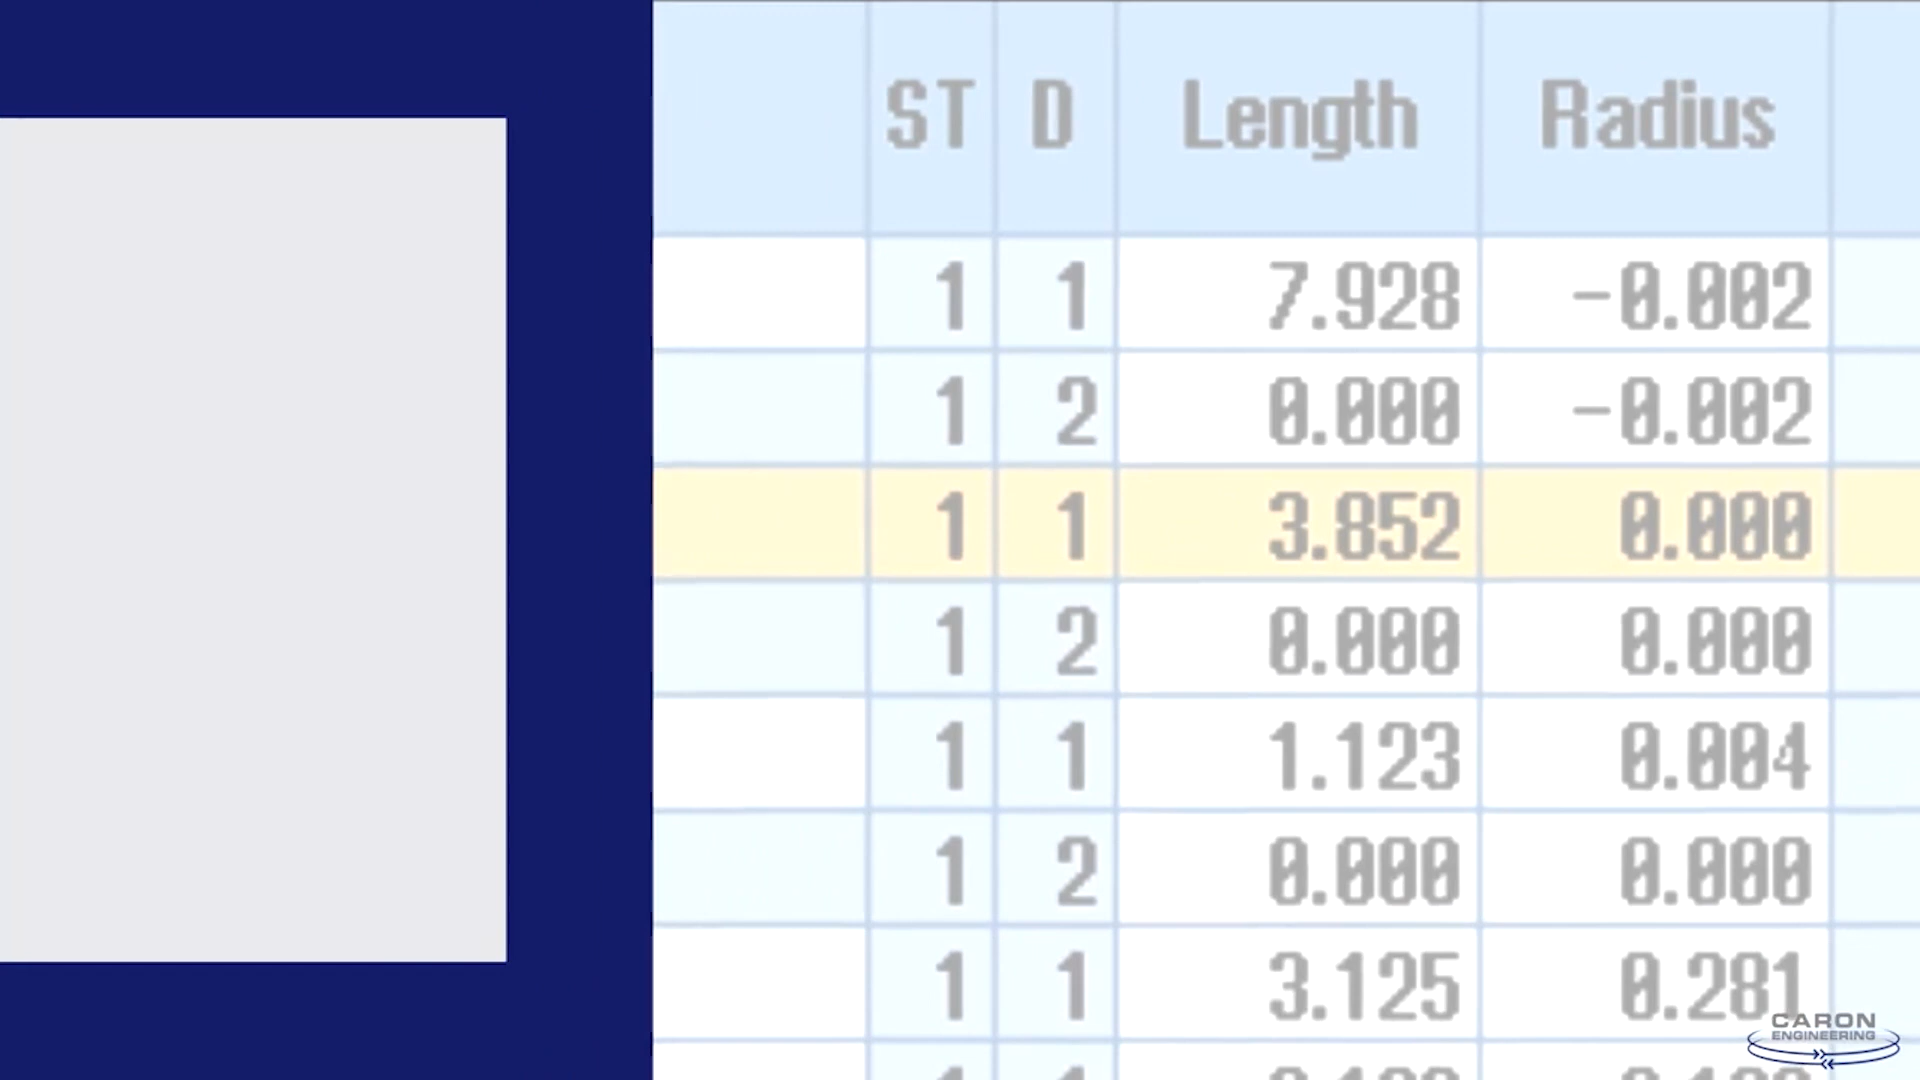 ST D Length Radius
1 1 7.928 -0.002
1 2 0.000 -0.002
1 1 3.852 0.000
1 2 0.000 0.000
1 1 1.123 0.004
1 2 0.000 0.000
1 1 3.125 0.281
CARON
ENGINEERING